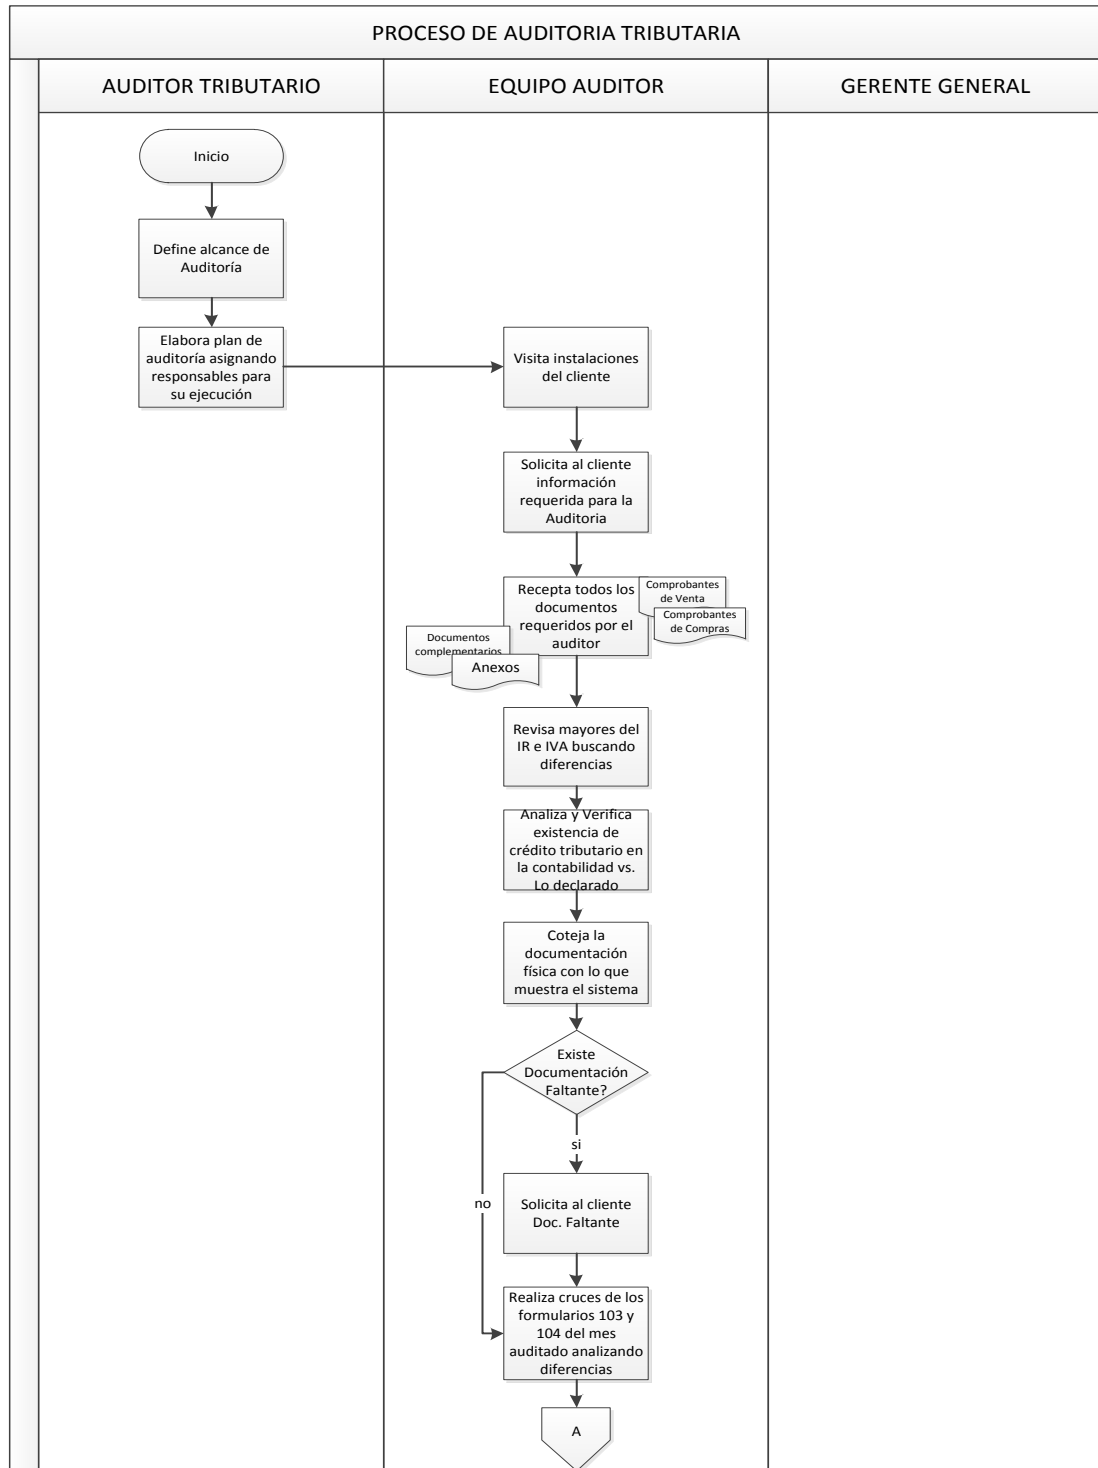 PROCESO DE AUDITORIA TRIBUTARIA
AUDITOR TRIBUTARIO
EQUIPO AUDITOR
GERENTE GENERAL
Inicio
Define alcance de
Auditoría
Elabora plan de
auditoría asignando
responsables para
su ejecución
Visita instalaciones
del cliente
Solicita al cliente
información
requerida para la
Auditoria
Recepta todos los
documentos
requeridos por el
auditor
Comprobantes
de Venta
Comprobantes
de Compras
Documentos
complementarios
Anexos
Revisa mayores del
IR e IVA buscando
diferencias
Analiza y Verifica
existencia de
crédito tributario en
la contabilidad vs.
Lo declarado
Coteja la
documentación
física con lo que
muestra el sistema
Existe
Documentación
Faltante?
si
no
Solicita al cliente
Doc. Faltante
Realiza cruces de los
formularios 103 y
104 del mes
auditado analizando
diferencias
A